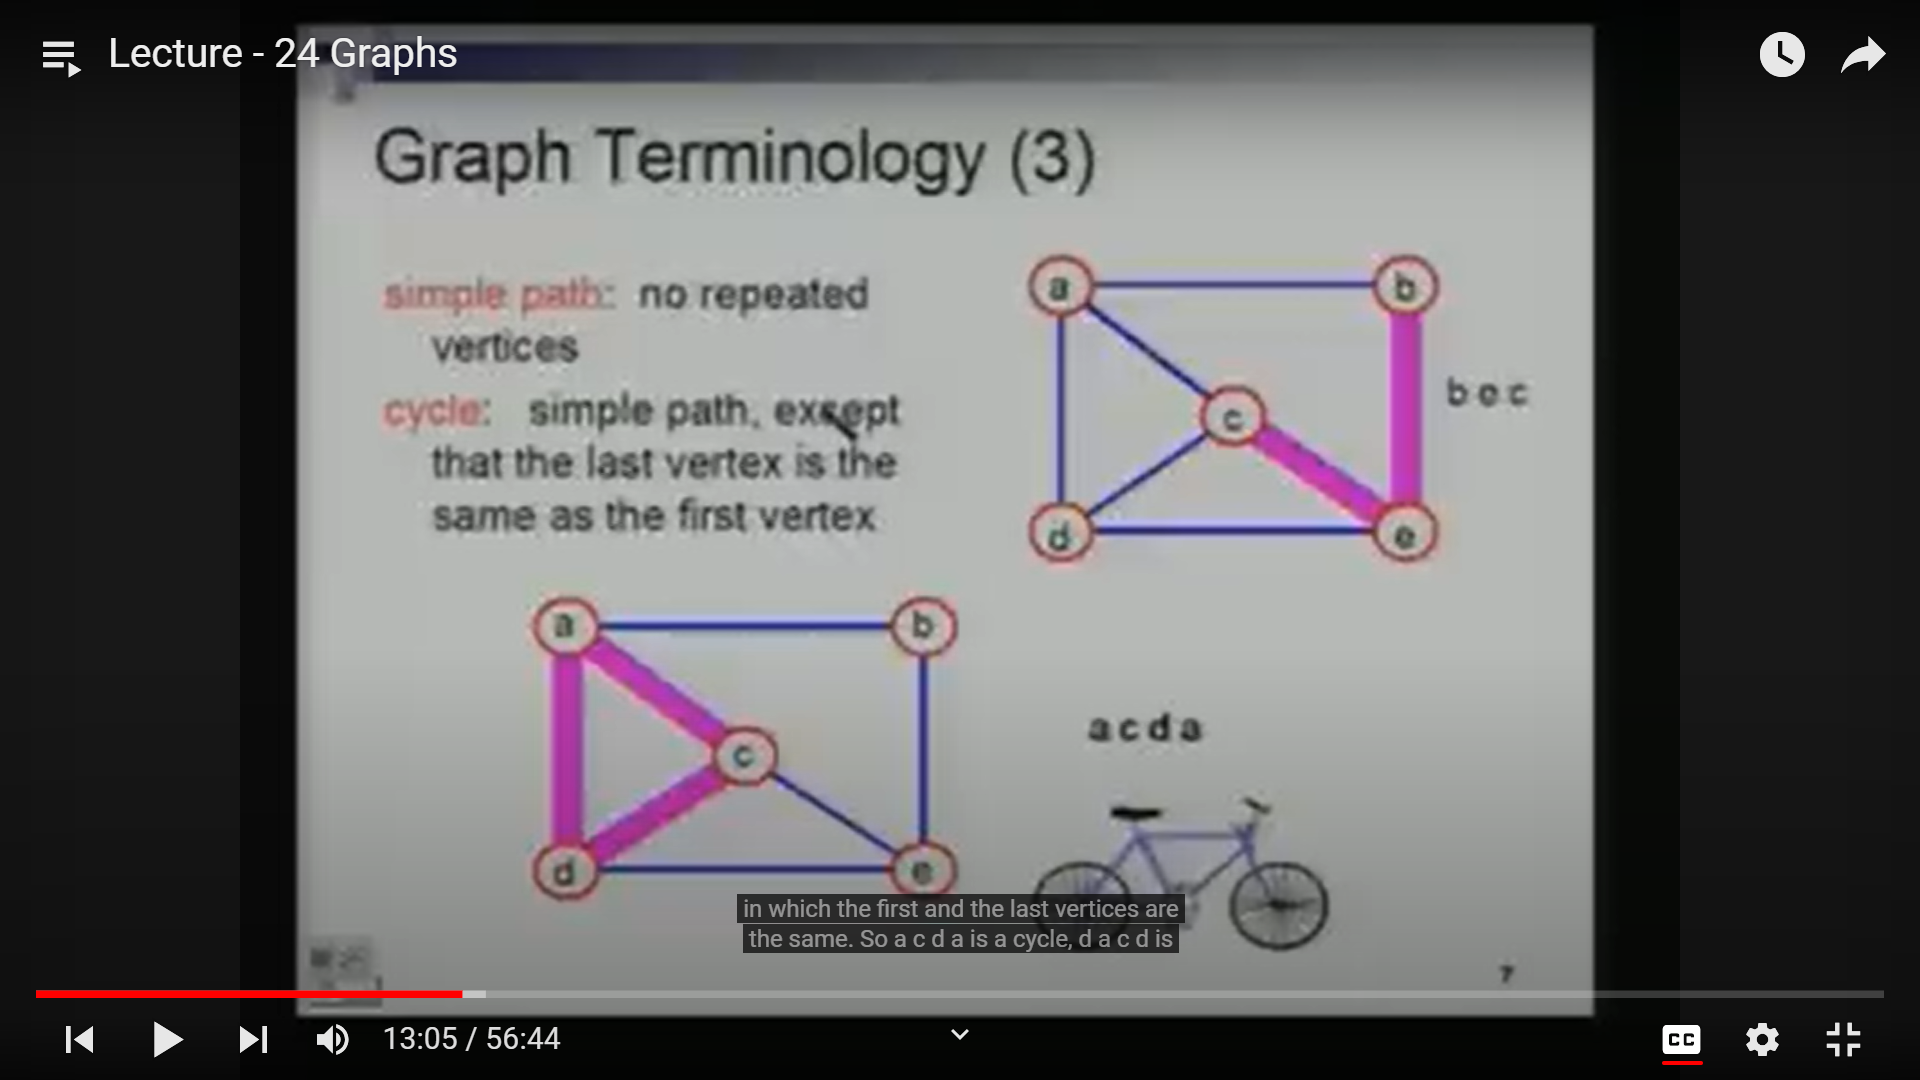 Lecture - 24 Graphs
Graph Terminology (3)
simple path: no repeated
vertices
cycle: simple path, except
that the last vertex is the
same as the first vertex
a
b
c
d
e
b e c
a
b
c
d
e
a c d a
in which the first and the last vertices are
the same. So a c d a is a cycle, d a c d is
7
13:05 / 56:44
CC